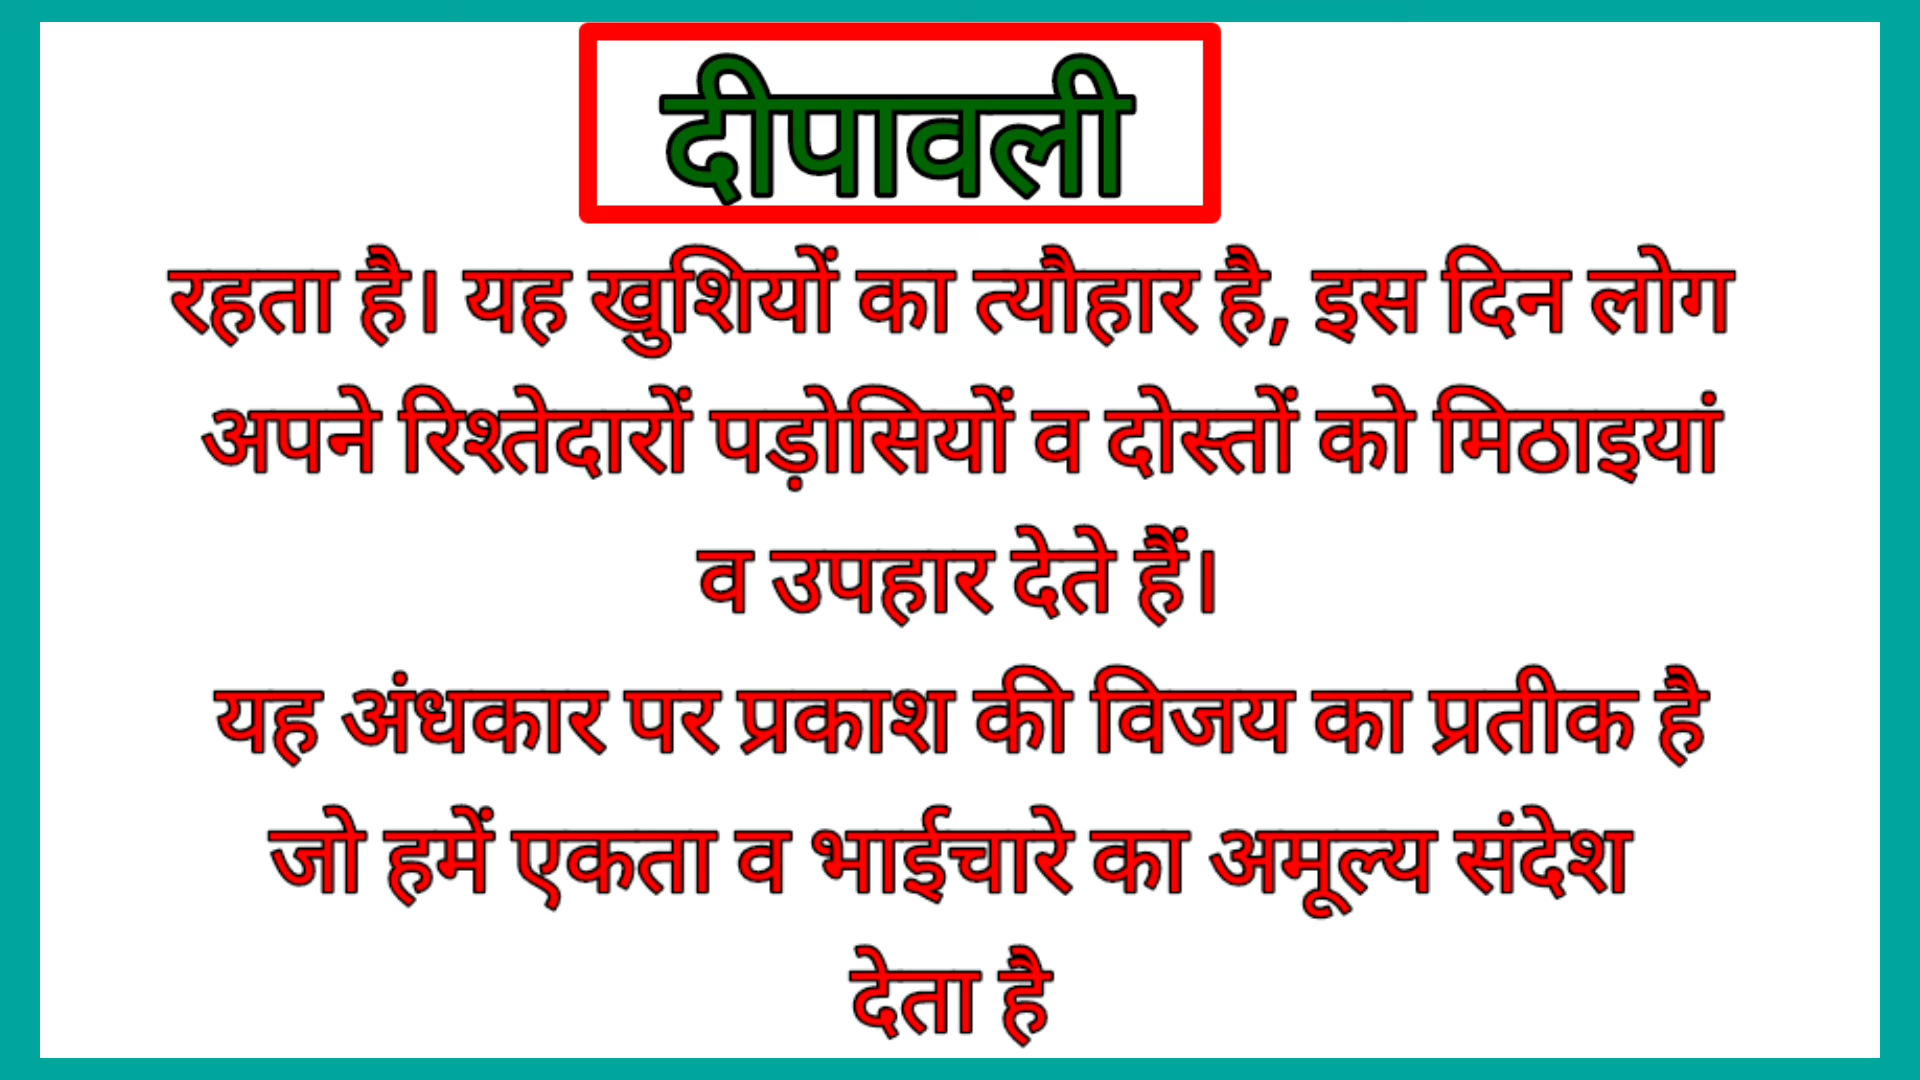 दीपावली
रहता है। यह खुशियों का त्यौहार है, इस दिन लोग
अपने रिश्तेदारों पड़ोसियों व दोस्तों को मिठाइयां
व उपहार देते हैं।
यह अंधकार पर प्रकाश की विजय का प्रतीक है
जो हमें एकता व भाईचारे का अमूल्य संदेश
देता है